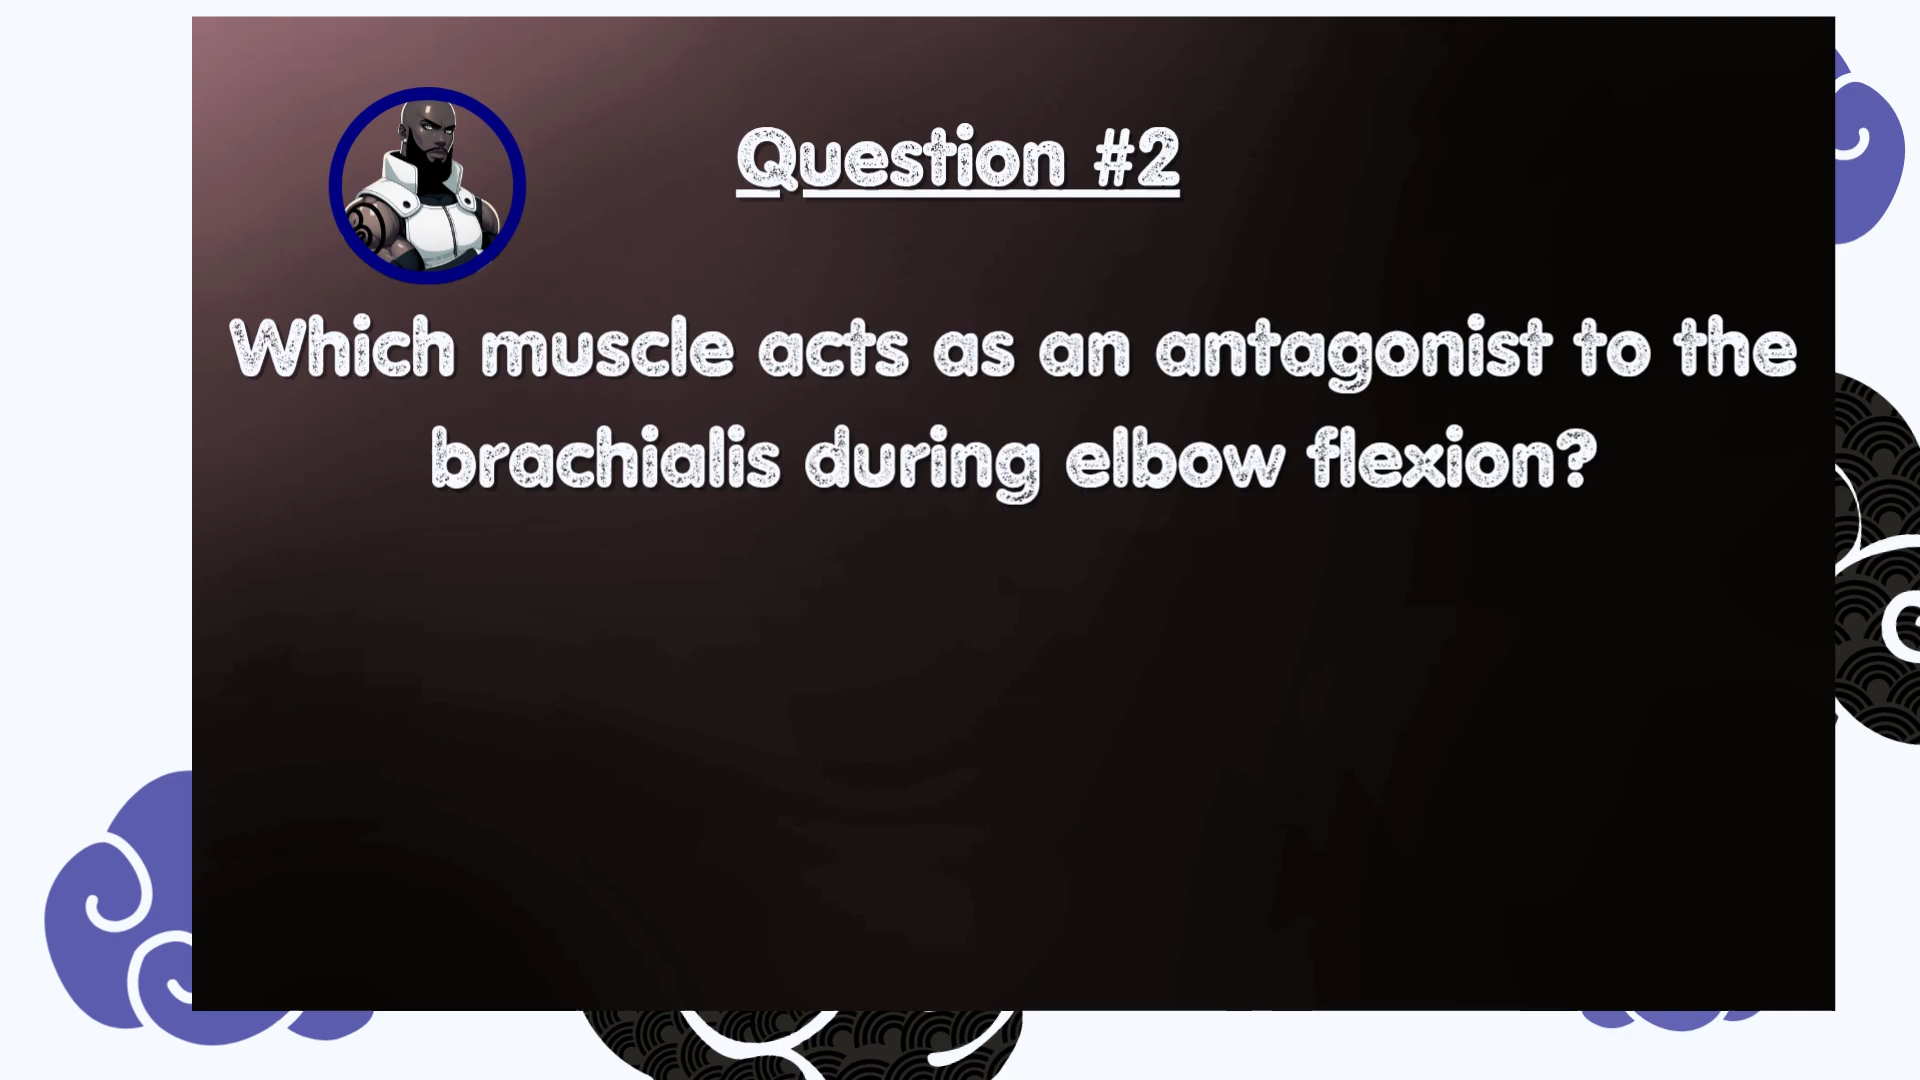 Question #2
Which muscle acts as an antagonist to the
brachialis during elbow flexion?